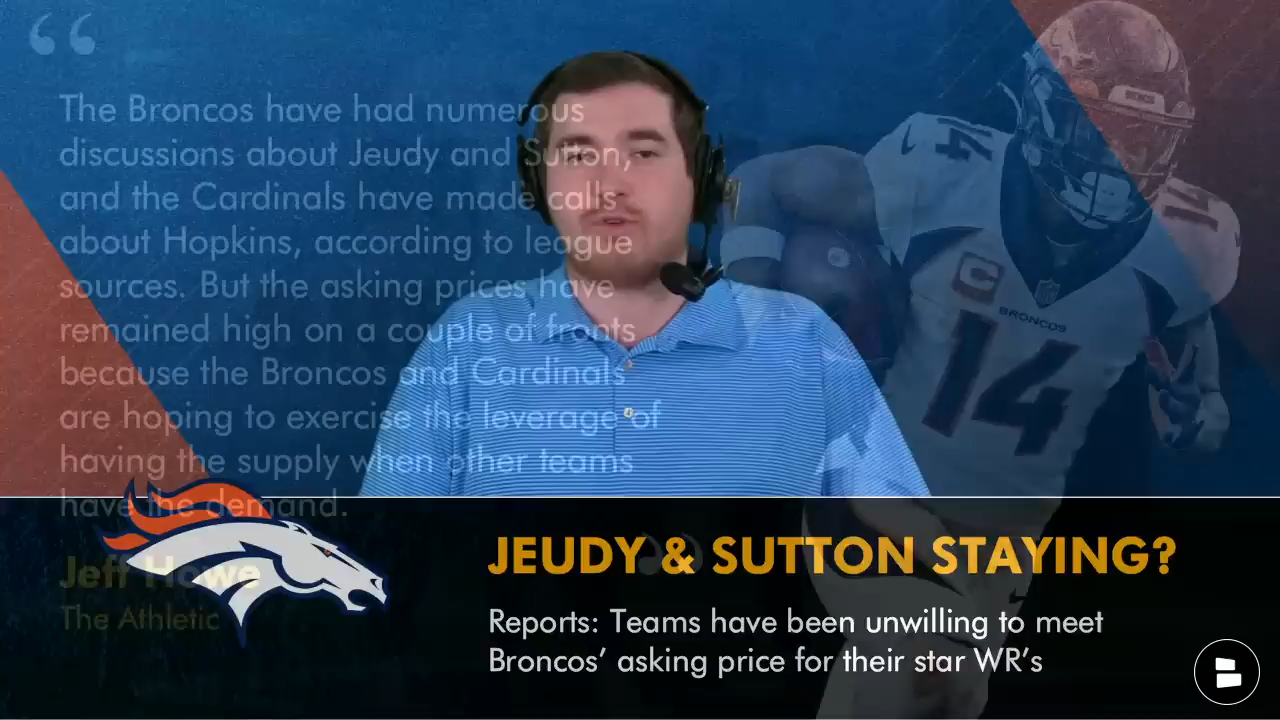 The Broncos have had numerous
discussions about Jeudy and Sutton,
and the Cardinals have made calls
about Hopkins, according to league
sources. But the asking prices have
remained high on a couple of fronts
because the Broncos and Cardinals
are hoping to exercise the leverage of
having the supply when other teams
have the demand.
Jeff Howe
The Athletic
14
C
BRONCOS
14
JEUDY & SUTTON STAYING?
Reports: Teams have been unwilling to meet
Broncos’ asking price for their star WR’s